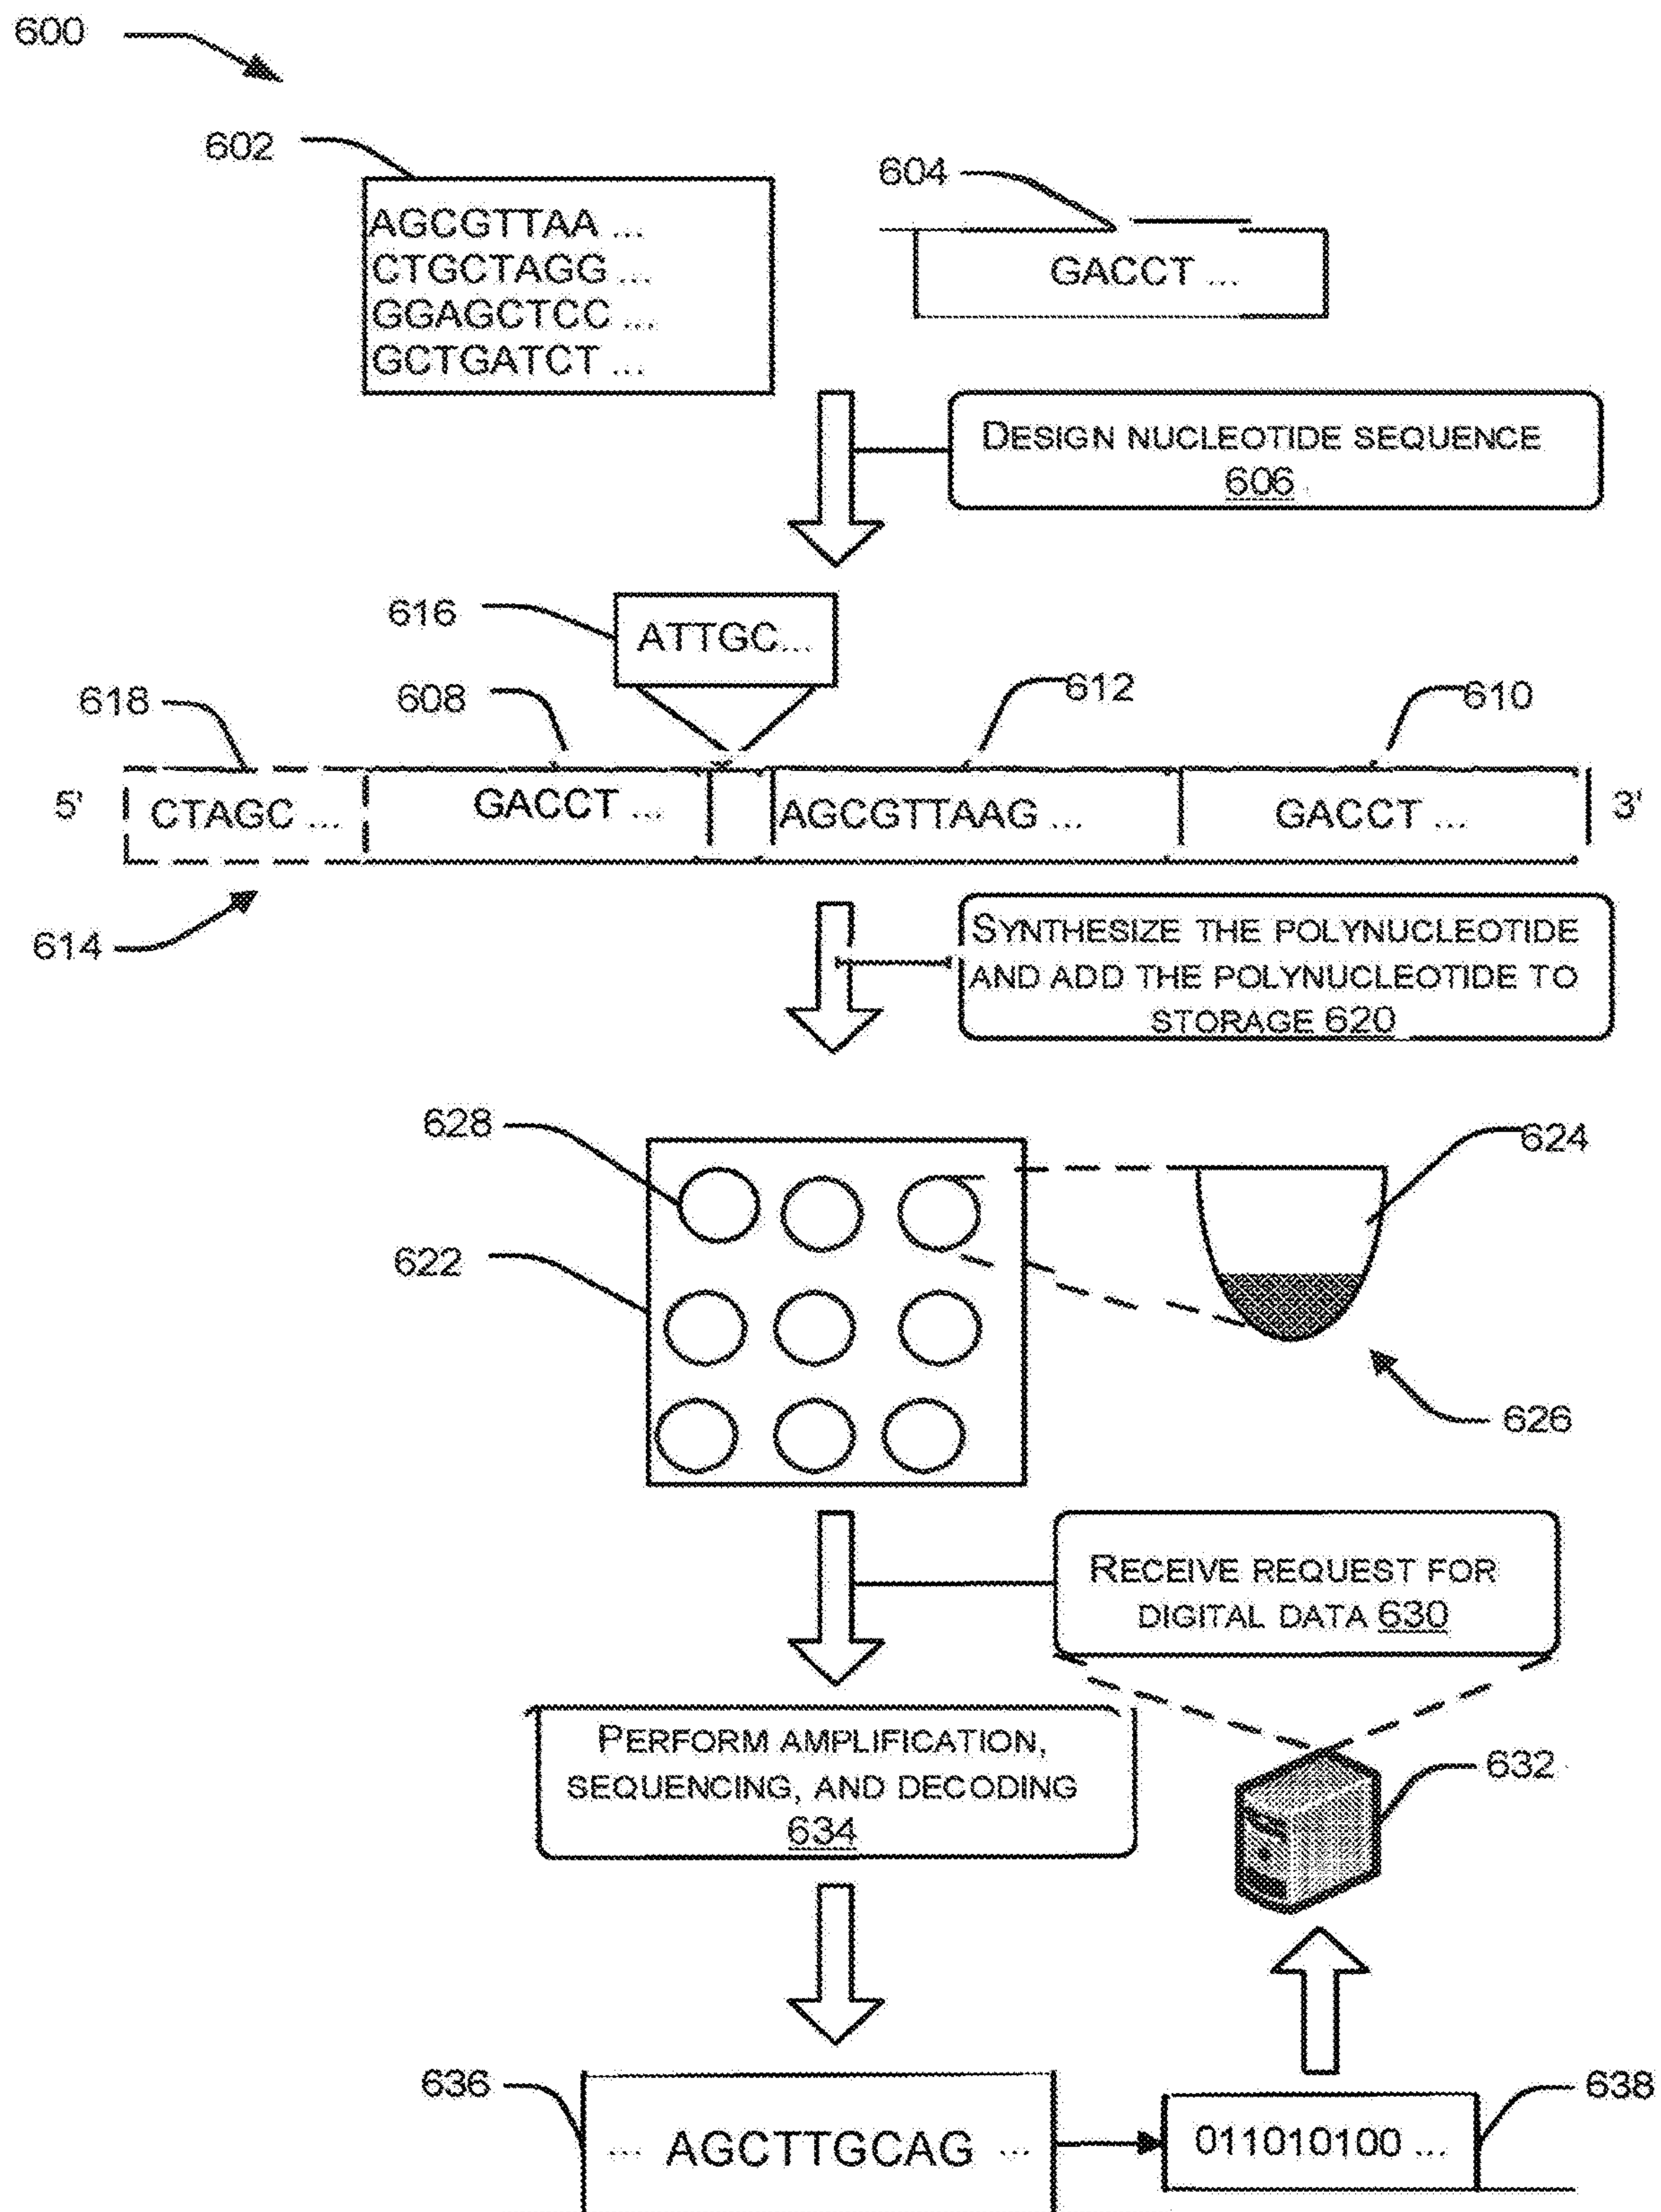 600
602
604
AGCGTTAA ...
CTGCTAGG ...
GGAGCTCC ...
GCTGATCT ...
GACCT ...
DESIGN NUCLEOTIDE SEQUENCE
606
616
ATTGC...
618
608
612
610
5'
CTAGC ...
GACCT ...
AGCGTTAAG ...
GACCT ...
3'
614
SYNTHESIZE THE POLYNUCLEOTIDE
AND ADD THE POLYNUCLEOTIDE TO
STORAGE 620
628
624
622
626
RECEIVE REQUEST FOR
DIGITAL DATA 630
PERFORM AMPLIFICATION,
SEQUENCING, AND DECODING
634
632
636
... AGCTTGCAG ...
011010100 ...
638